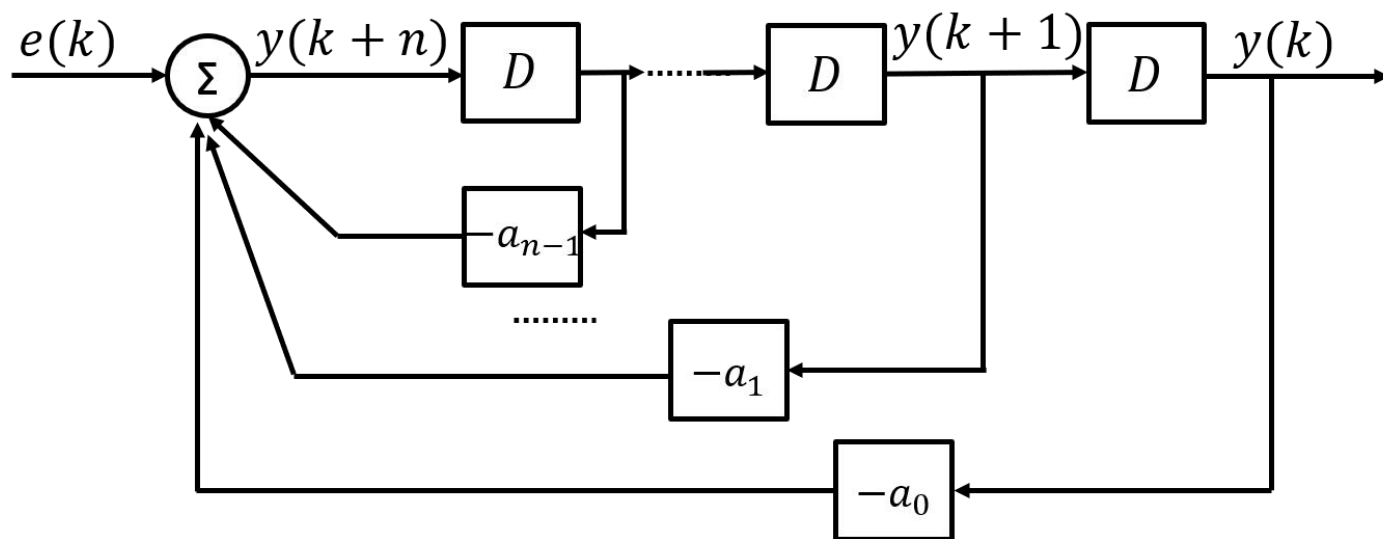 e(k)
Σ
y(k + n)
D
D
y(k + 1)
D
y(k)
−a_{n−1}
−a_1
−a_0